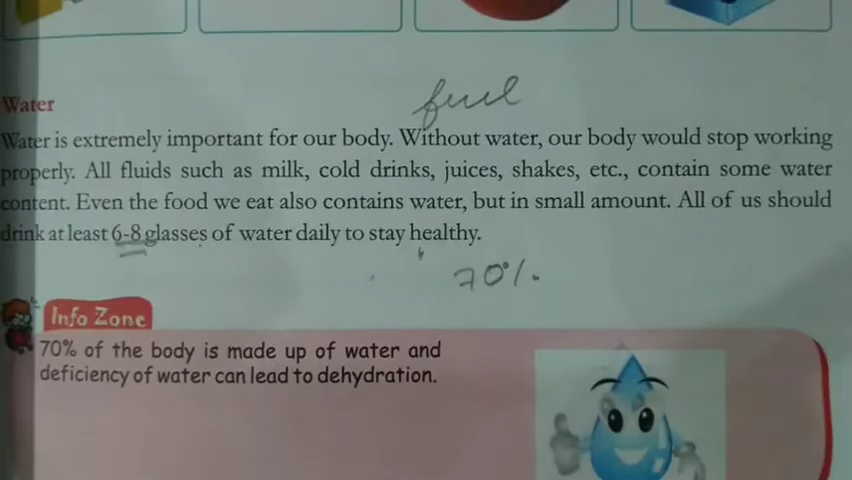 Water
fuel
Water is extremely important for our body. Without water, our body would stop working
properly. All fluids such as milk, cold drinks, juices, shakes, etc., contain some water
content. Even the food we eat also contains water, but in small amount. All of us should
drink at least 6-8 glasses of water daily to stay healthy.
70%.
Info Zone
70% of the body is made up of water and
deficiency of water can lead to dehydration.